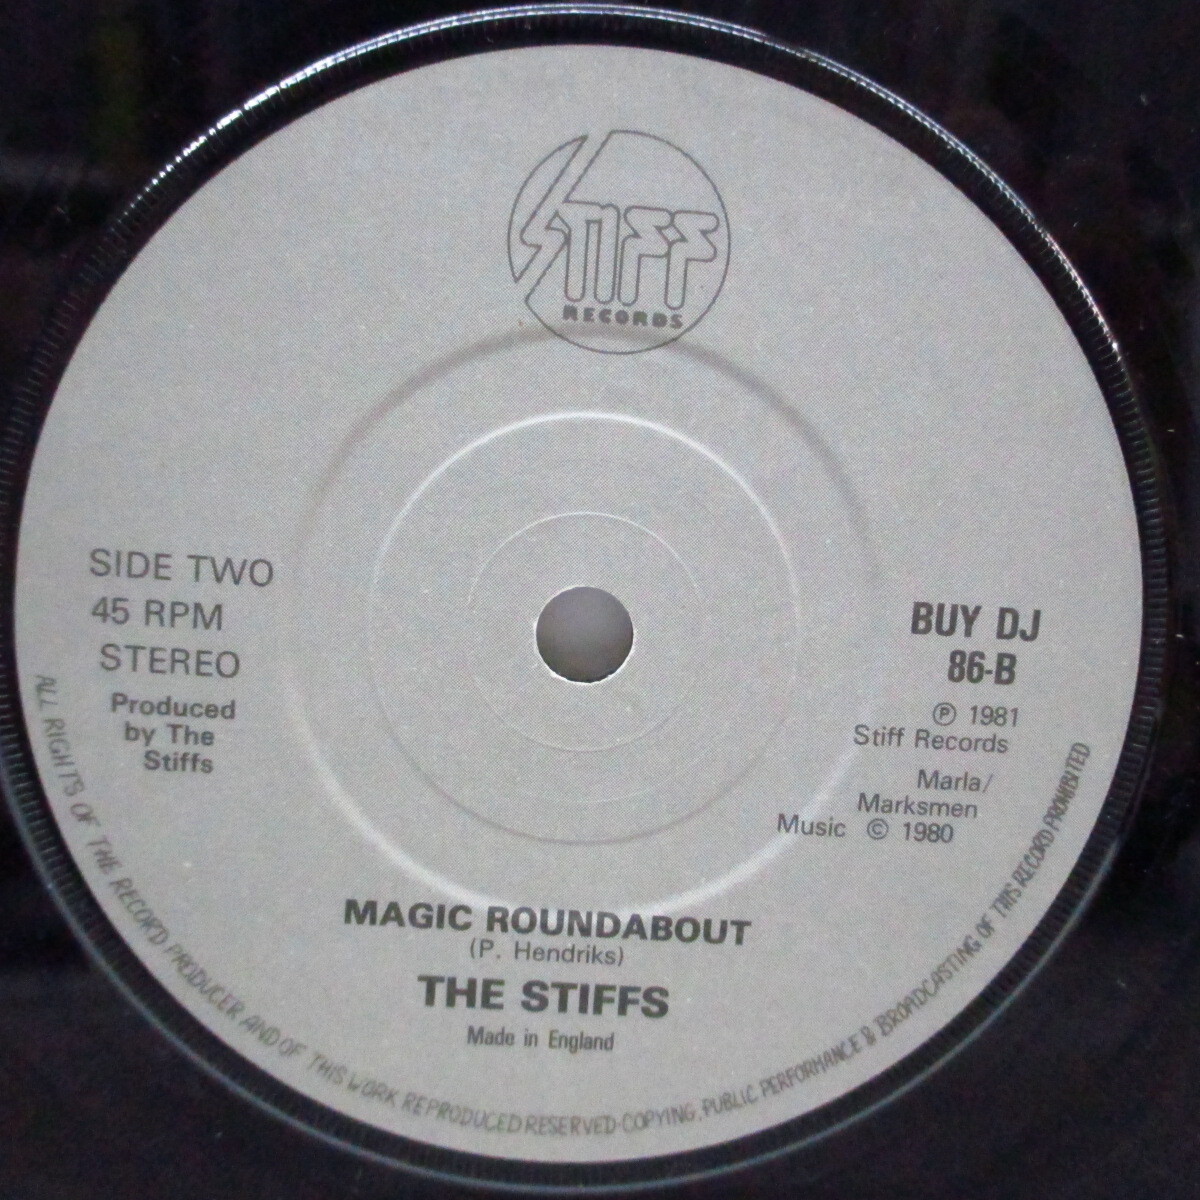 STIFF
RECORDS
SIDE TWO
45 RPM
STEREO
Produced
by The
Stiffs
BUY DJ
86-B
℗ 1981
Stiff Records
Marla/
Marksmen
Music © 1980
MAGIC ROUNDABOUT
(P. Hendriks)
THE STIFFS
Made in England
ALL RIGHTS OF THE RECORD PRODUCER AND OF THIS WORK REPRODUCED RESERVED·COPYING, PUBLIC PERFORMANCE & BROADCASTING OF THIS RECORD PROHIBITED